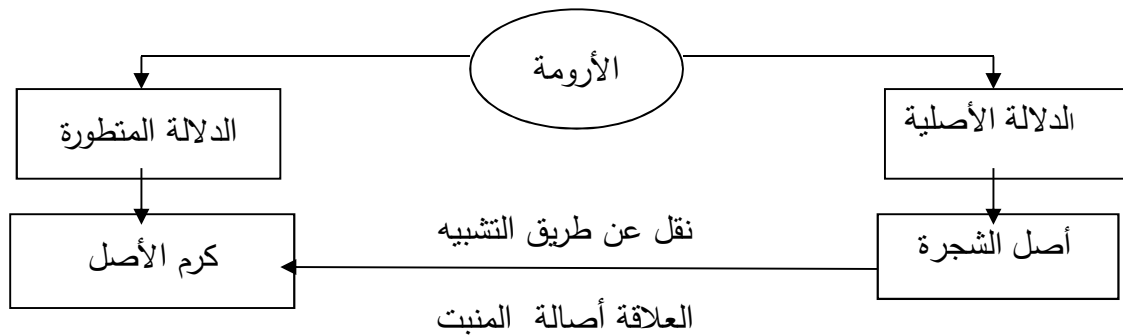 الأرومة
الدلالة الأصلية
الدلالة المتطورة
أصل الشجرة
نقل عن طريق التشبيه
كرم الأصل
العلاقة أصالة المنبت